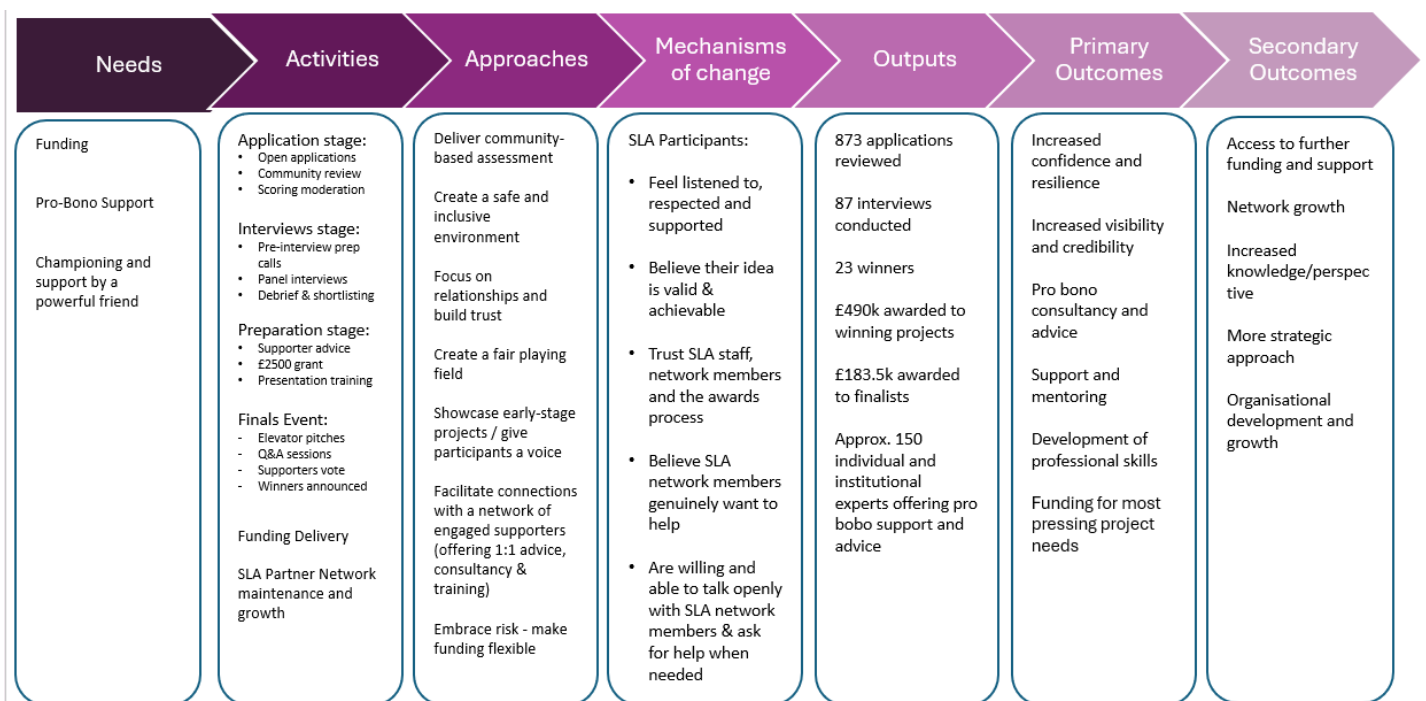 Needs
Activities
Approaches
Mechanisms
of change
Outputs
Primary
Outcomes
Secondary
Outcomes
Funding
Pro-Bono Support
Championing and
support by a
powerful friend
Application stage:
• Open applications
• Community review
• Scoring moderation
Interviews stage:
• Pre-interview prep
calls
• Panel interviews
• Debrief & shortlisting
Preparation stage:
• Supporter advice
• £2500 grant
• Presentation training
Finals Event:
- Elevator pitches
- Q&A sessions
- Supporters vote
- Winners announced
Funding Delivery
SLA Partner Network
maintenance and
growth
Deliver community-
based assessment
Create a safe and
inclusive
environment
Focus on
relationships and
build trust
Create a fair playing
field
Showcase early-stage
projects / give
participants a voice
Facilitate connections
with a network of
engaged supporters
(offering 1:1 advice,
consultancy &
training)
Embrace risk - make
funding flexible
SLA Participants:
• Feel listened to,
respected and
supported
• Believe their idea
is valid &
achievable
• Trust SLA staff,
network members
and the awards
process
• Believe SLA
network members
genuinely want to
help
• Are willing and
able to talk openly
with SLA network
members & ask
for help when
needed
873 applications
reviewed
87 interviews
conducted
23 winners
£490k awarded to
winning projects
£183.5k awarded
to finalists
Approx. 150
individual and
institutional
experts offering pro
bobo support and
advice
Increased
confidence and
resilience
Increased visibility
and credibility
Pro bono
consultancy and
advice
Support and
mentoring
Development of
professional skills
Funding for most
pressing project
needs
Access to further
funding and support
Network growth
Increased
knowledge/perspec
tive
More strategic
approach
Organisational
development and
growth